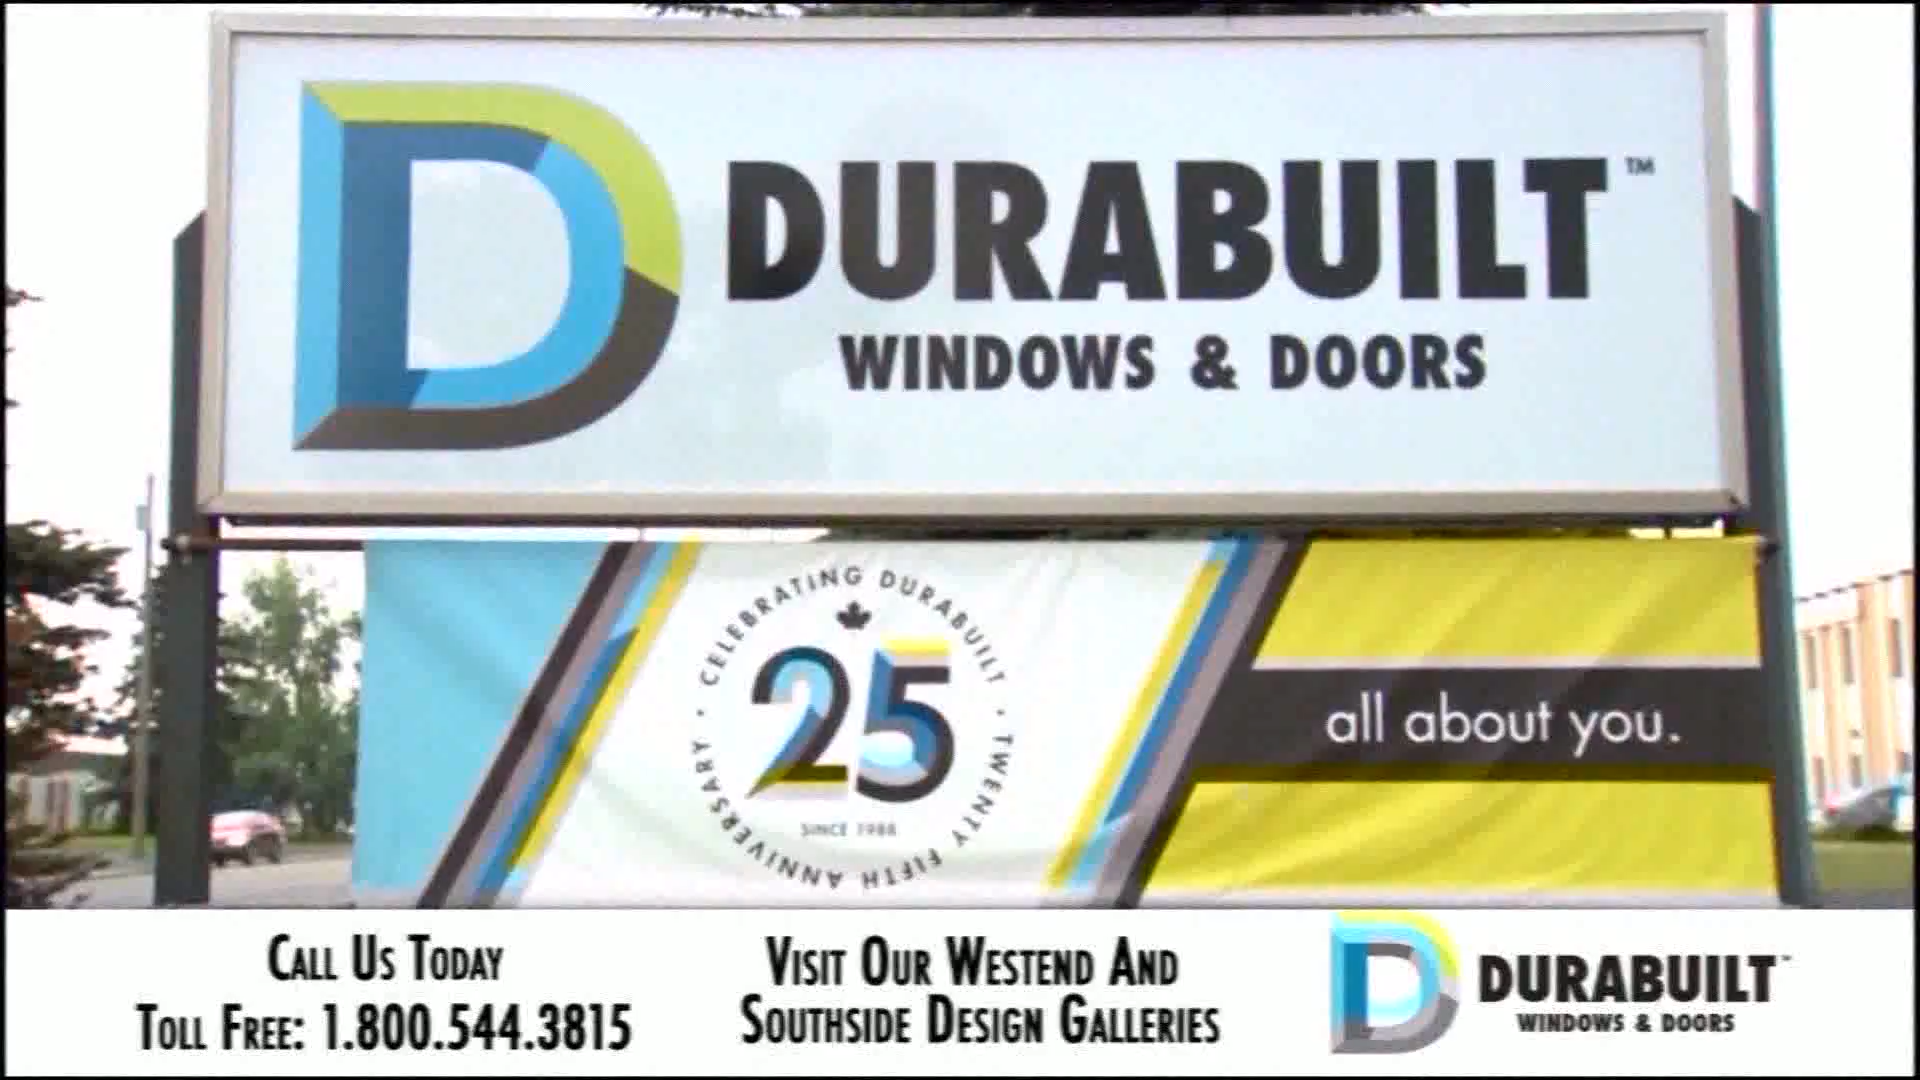 DURABUILT™
WINDOWS & DOORS
CELEBRATING DURABUILT • TWENTY FIFTH ANNIVERSARY •
25
SINCE 1988
all about you.
CALL US TODAY
TOLL FREE: 1.800.544.3815
VISIT OUR WESTEND AND
SOUTHSIDE DESIGN GALLERIES
DURABUILT™
WINDOWS & DOORS